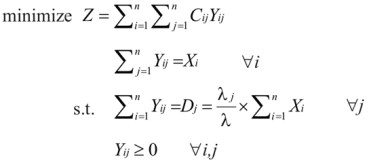 minimize Z = ∑_{i=1}^{n} ∑_{j=1}^{n} C_{ij}Y_{ij}
∑_{j=1}^{n} Y_{ij} = X_i ∀i
s.t. ∑_{i=1}^{n} Y_{ij} = D_j = \frac{λ_j}{λ} × ∑_{i=1}^{n} X_i ∀j
Y_{ij} ≥ 0 ∀i,j